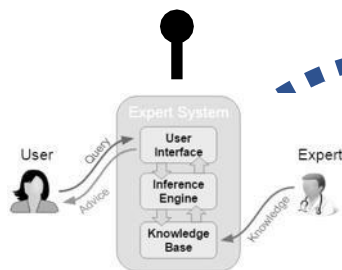 Expert System
User
Query
Advice
User
Interface
Inference
Engine
Knowledge
Base
Expert
Knowledge